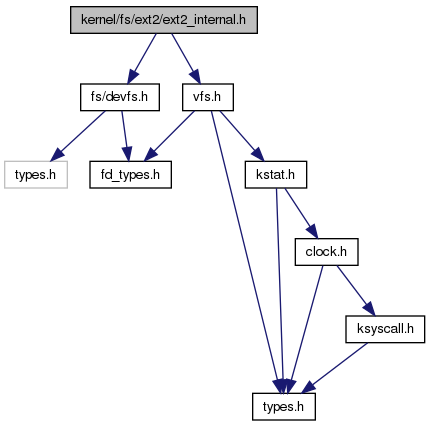 kernel/fs/ext2/ext2_internal.h
fs/devfs.h
vfs.h
types.h
fd_types.h
kstat.h
clock.h
ksyscall.h
types.h